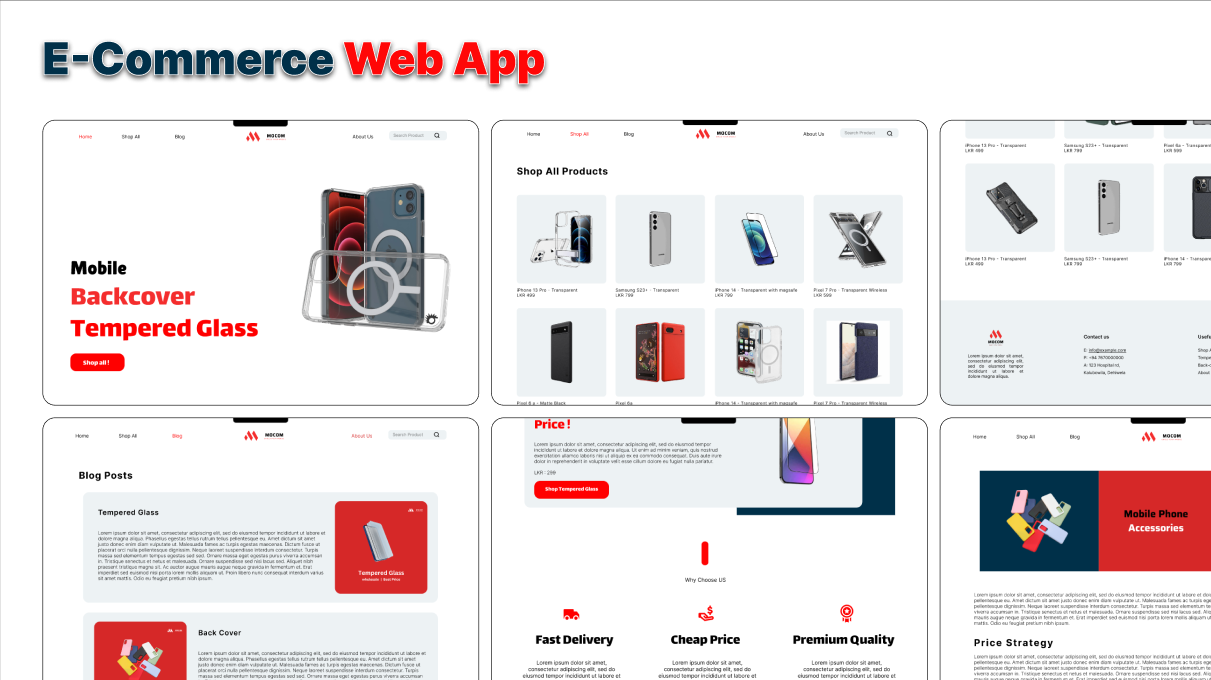 E-Commerce Web App
Home
Shop All
Blog
MOCOM
About Us
Search Product
Mobile
Backcover
Tempered Glass
Shop all !
Home
Shop All
Blog
MOCOM
About Us
Search Product
Shop All Products
iPhone 13 Pro - Transparent
LKR 499
Samsung S23+ - Transparent
LKR 799
iPhone 14 - Transparent with magsafe
LKR 799
Pixel 7 Pro - Transparent Wireless
LKR 599
Pixel 6 a - Matte Black
Pixel 6a
iPhone 14 - Transparent with magsafe
Pixel 7 Pro - Transparent Wireless
iPhone 13 Pro - Transparent
LKR 499
Samsung S23+ - Transparent
LKR 799
Pixel 6a - Transparent
LKR 599
iPhone 13 Pro - Transparent
LKR 499
Samsung S23+ - Transparent
LKR 799
iPhone 14 - Transpare
LKR 799
MOCOM
Lorem ipsum dolor sit amet,
consectetur adipiscing elit,
sed do eiusmod tempor
incididunt ut labore et
dolore magna aliqua.
Contact us
E: info@example.com
P: +94 7670000000
A: 123 Hospital rd,
Kalubowila, Dehiwela
Usefu
Shop A
Tempe
Back-c
About
Home
Shop All
Blog
MOCOM
About Us
Search Product
Blog Posts
Tempered Glass
Lorem ipsum dolor sit amet, consectetur adipiscing elit, sed do eiusmod tempor incididunt ut labore et
dolore magna aliqua. Phasellus egestas tellus rutrum tellus pellentesque eu. Amet dictum sit amet
justo donec enim diam vulputate ut. Malesuada fames ac turpis egestas maecenas. Dictum fusce ut
placerat orci nulla pellentesque dignissim. Neque laoreet suspendisse interdum consectetur. Turpis
massa sed elementum tempus egestas sed sed. Ornare massa eget egestas purus viverra accumsan
in. Tristique senectus et netus et malesuada. Ornare suspendisse sed nisi lacus sed. Aliquet nibh
praesent tristique magna sit. Ac auctor augue mauris augue neque gravida in fermentum et. Erat
imperdiet sed euismod nisi porta lorem mollis aliquam ut. Proin libero nunc consequat interdum varius
sit amet mattis. Odio eu feugiat pretium nibh ipsum.
Tempered Glass
wholesale | Best Price
Back Cover
Lorem ipsum dolor sit amet, consectetur adipiscing elit, sed do eiusmod tempor incididunt ut labore et
dolore magna aliqua. Phasellus egestas tellus rutrum tellus pellentesque eu. Amet dictum sit amet
justo donec enim diam vulputate ut. Malesuada fames ac turpis egestas maecenas. Dictum fusce ut
placerat orci nulla pellentesque dignissim. Neque laoreet suspendisse interdum consectetur. Turpis
massa sed elementum tempus egestas sed sed. Ornare massa eget egestas purus viverra accumsan
Price !
Lorem ipsum dolor sit amet, consectetur adipiscing elit, sed do eiusmod tempor
incididunt ut labore et dolore magna aliqua. Ut enim ad minim veniam, quis nostrud
exercitation ullamco laboris nisi ut aliquip ex ea commodo consequat. Duis aute irure
dolor in reprehenderit in voluptate velit esse cillum dolore eu fugiat nulla pariatur.
LKR : 299
Shop Tempered Glass
Why Choose US
Fast Delivery
Cheap Price
Premium Quality
Lorem ipsum dolor sit amet,
consectetur adipiscing elit, sed do
eiusmod tempor incididunt ut labore et
Lorem ipsum dolor sit amet,
consectetur adipiscing elit, sed do
eiusmod tempor incididunt ut labore et
Lorem ipsum dolor sit amet,
consectetur adipiscing elit, sed do
eiusmod tempor incididunt ut labore et
Home
Shop All
Blog
MOCOM
Mobile Phone
Accessories
Lorem ipsum dolor sit amet, consectetur adipiscing elit, sed do eiusmod tempor incididunt ut labore et dolore
pellentesque eu. Amet dictum sit amet justo donec enim diam vulputate ut. Malesuada fames ac turpis ege
pellentesque dignissim. Neque laoreet suspendisse interdum consectetur. Turpis massa sed elementum te
viverra accumsan in. Tristique senectus et netus et malesuada. Ornare suspendisse sed nisi lacus sed. Aliq
mauris augue neque gravida in fermentum et. Erat imperdiet sed euismod nisi porta lorem mollis aliquam ut
mattis. Odio eu feugiat pretium nibh ipsum.
Price Strategy
Lorem ipsum dolor sit amet, consectetur adipiscing elit, sed do eiusmod tempor incididunt ut labore et dolore
pellentesque eu. Amet dictum sit amet justo donec enim diam vulputate ut. Malesuada fames ac turpis ege
pellentesque dignissim. Neque laoreet suspendisse interdum consectetur. Turpis massa sed elementum te
viverra accumsan in. Tristique senectus et netus et malesuada. Ornare suspendisse sed nisi lacus sed. Aliq